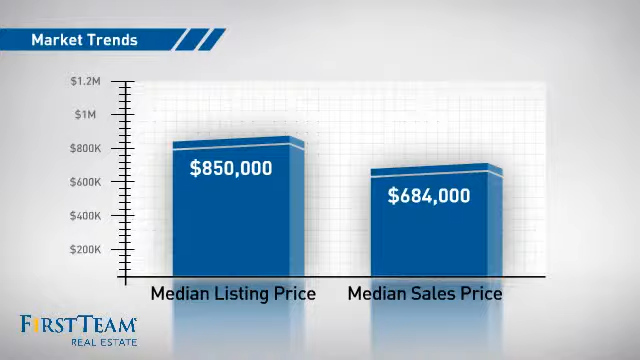 Market Trends
$1.2M
$1M
$800K
$600K
$400K
$200K
$850,000
$684,000
Median Listing Price
Median Sales Price
FIRSTTEAM®
REAL ESTATE